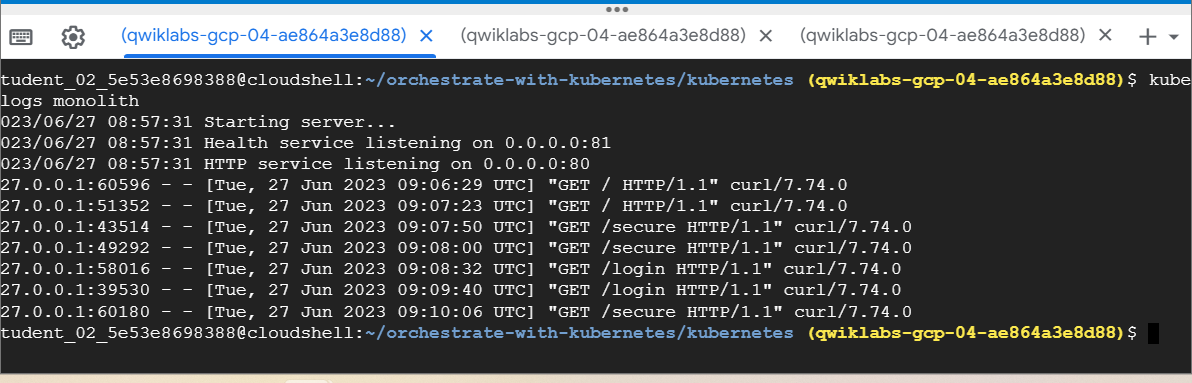 (qwiklabs-gcp-04-ae864a3e8d88) (qwiklabs-gcp-04-ae864a3e8d88) (qwiklabs-gcp-04-ae864a3e8d88)
tudent_02_5e53e8698388@cloudshell:~/orchestrate-with-kubernetes/kubernetes (qwiklabs-gcp-04-ae864a3e8d88)$ kube
logs monolith
023/06/27 08:57:31 Starting server...
023/06/27 08:57:31 Health service listening on 0.0.0.0:81
023/06/27 08:57:31 HTTP service listening on 0.0.0.0:80
27.0.0.1:60596 - - [Tue, 27 Jun 2023 09:06:29 UTC] "GET / HTTP/1.1" curl/7.74.0
27.0.0.1:51352 - - [Tue, 27 Jun 2023 09:07:23 UTC] "GET / HTTP/1.1" curl/7.74.0
27.0.0.1:43514 - - [Tue, 27 Jun 2023 09:07:50 UTC] "GET /secure HTTP/1.1" curl/7.74.0
27.0.0.1:49292 - - [Tue, 27 Jun 2023 09:08:00 UTC] "GET /secure HTTP/1.1" curl/7.74.0
27.0.0.1:58016 - - [Tue, 27 Jun 2023 09:08:32 UTC] "GET /login HTTP/1.1" curl/7.74.0
27.0.0.1:39530 - - [Tue, 27 Jun 2023 09:09:40 UTC] "GET /login HTTP/1.1" curl/7.74.0
27.0.0.1:60180 - - [Tue, 27 Jun 2023 09:10:06 UTC] "GET /secure HTTP/1.1" curl/7.74.0
tudent_02_5e53e8698388@cloudshell:~/orchestrate-with-kubernetes/kubernetes (qwiklabs-gcp-04-ae864a3e8d88)$